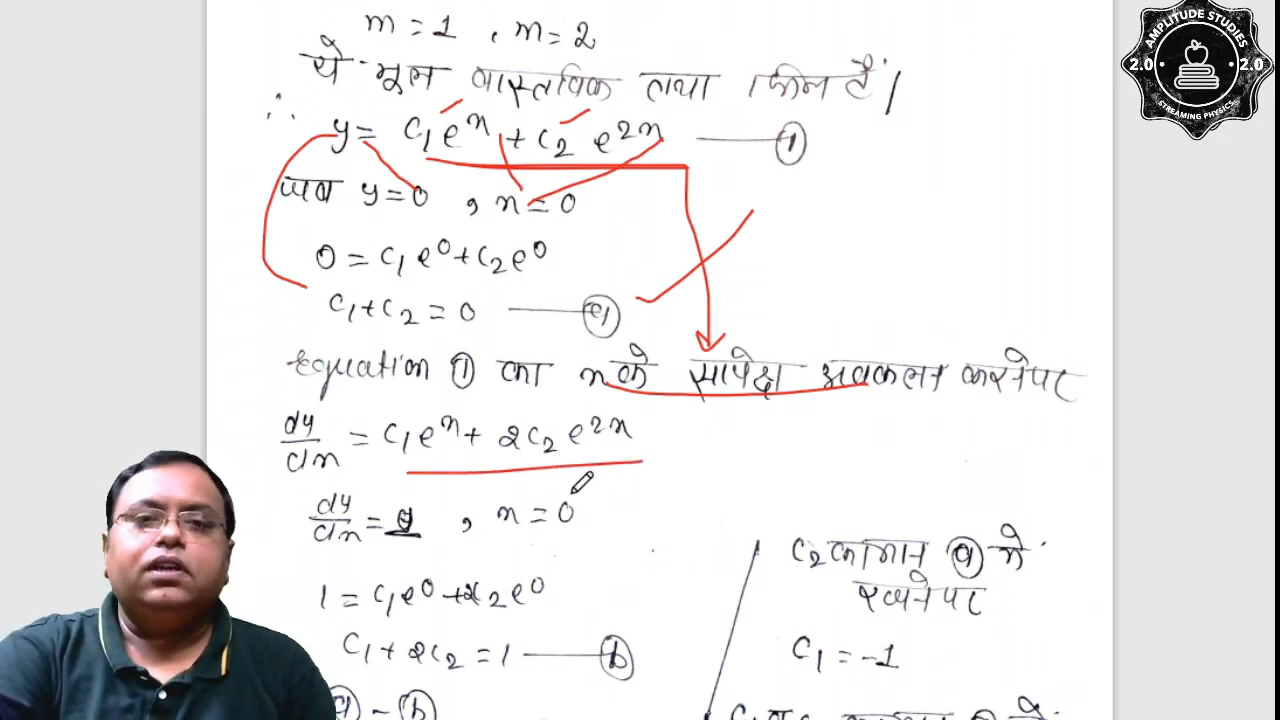 m = 1 , m = 2
ये मूल वास्तविक तथा भिन्न हैं।
∴ y = c₁eˣ + c₂ e²ˣ —— ①
जब y = 0 , x = 0
0 = c₁e⁰ + c₂e⁰
c₁ + c₂ = 0 —— ⓐ
Equation ① का x के सापेक्ष अवकलन करने पर
dy/dx = c₁eˣ + 2c₂e²ˣ
dy/dx = , x = 0
1 = c₁e⁰ + 2c₂e⁰
c₁ + 2c₂ = 1 —— ⓑ
ⓐ - ⓑ
c₂ का मान ⓐ में
रखने पर
c₁ = -1
AMPLITUDE STUDIES
2.0 2.0
STREAMING PHYSICS